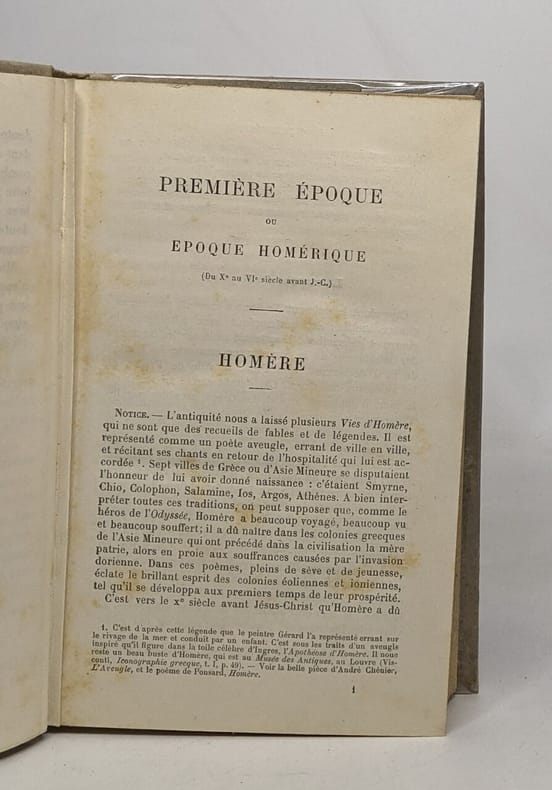 PREMIÈRE ÉPOQUE
OU
EPOQUE HOMÉRIQUE
(Du Xe au VIe siècle avant J.-C.)
HOMÈRE
NOTICE. — L'antiquité nous a laissé plusieurs Vies d'Homère,
qui ne sont que des recueils de fables et de légendes. Il est
représenté comme un poète aveugle, errant de ville en ville,
et récitant ses chants en retour de l'hospitalité qui lui est ac-
cordée 1. Sept villes de Grèce ou d'Asie Mineure se disputaient
l'honneur de lui avoir donné naissance : c'étaient Smyrne,
Chio, Colophon, Salamine, Ios, Argos, Athènes. A bien inter-
préter toutes ces traditions, on peut supposer que, comme le
héros de l'Odyssée, Homère a beaucoup voyagé, beaucoup vu
et beaucoup souffert; il a dû naître dans les colonies grecques
de l'Asie Mineure qui ont précédé dans la civilisation la mère
patrie, alors en proie aux souffrances causées par l'invasion
dorienne. Dans ces poèmes, pleins de sève et de jeunesse,
éclate le brillant esprit des colonies éoliennes et ioniennes,
tel qu'il se développa aux premiers temps de leur prospérité.
C'est vers le xe siècle avant Jésus-Christ qu'Homère a dû
1. C'est d'après cette légende que le peintre Gérard l'a représenté errant sur
le rivage de la mer et conduit par un enfant. C'est sous les traits d'un aveugle
inspiré qu'il figure dans la toile célèbre d'Ingres, l'Apothéose d'Homère. Il nous
reste un beau buste d'Homère, qui est au Musée des Antiques, au Louvre (Vis-
conti, Iconographie grecque, t. I, p. 49). — Voir la belle pièce d'André Chénier,
L'Aveugle, et le poème de Ponsard, Homère.
1